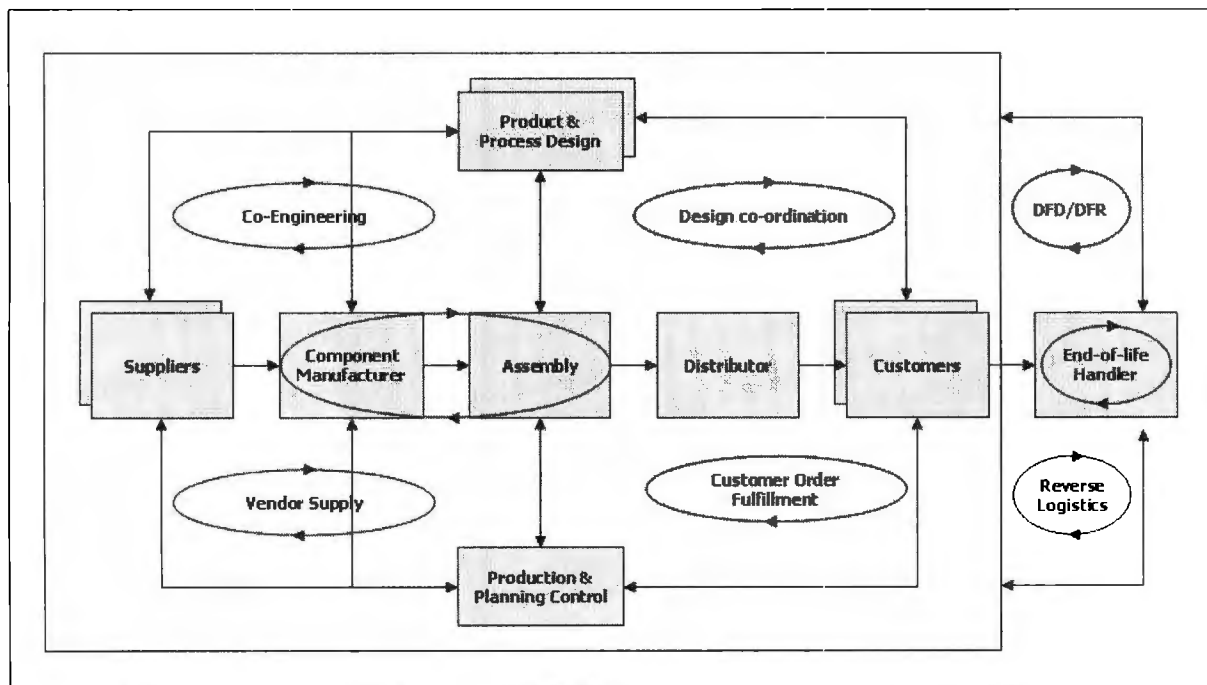 Product &
Process Design
Co-Engineering
Design co-ordination
DFD/DFR
Suppliers
Component
Manufacturer
Assembly
Distributor
Customers
End-of-life
Handler
Vendor Supply
Customer Order
Fulfillment
Reverse
Logistics
Production &
Planning Control